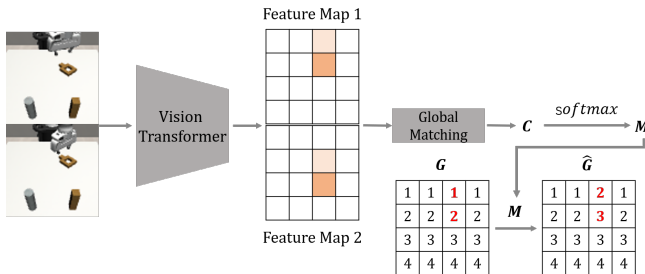 Feature Map 1
Vision
Transformer
Global
Matching
C
softmax
M
Feature Map 2
G
1 1 1 1
2 2 2 2
3 3 3 3
4 4 4 4
M
Ĝ
1 1 2 1
2 2 3 2
3 3 3 3
4 4 4 4